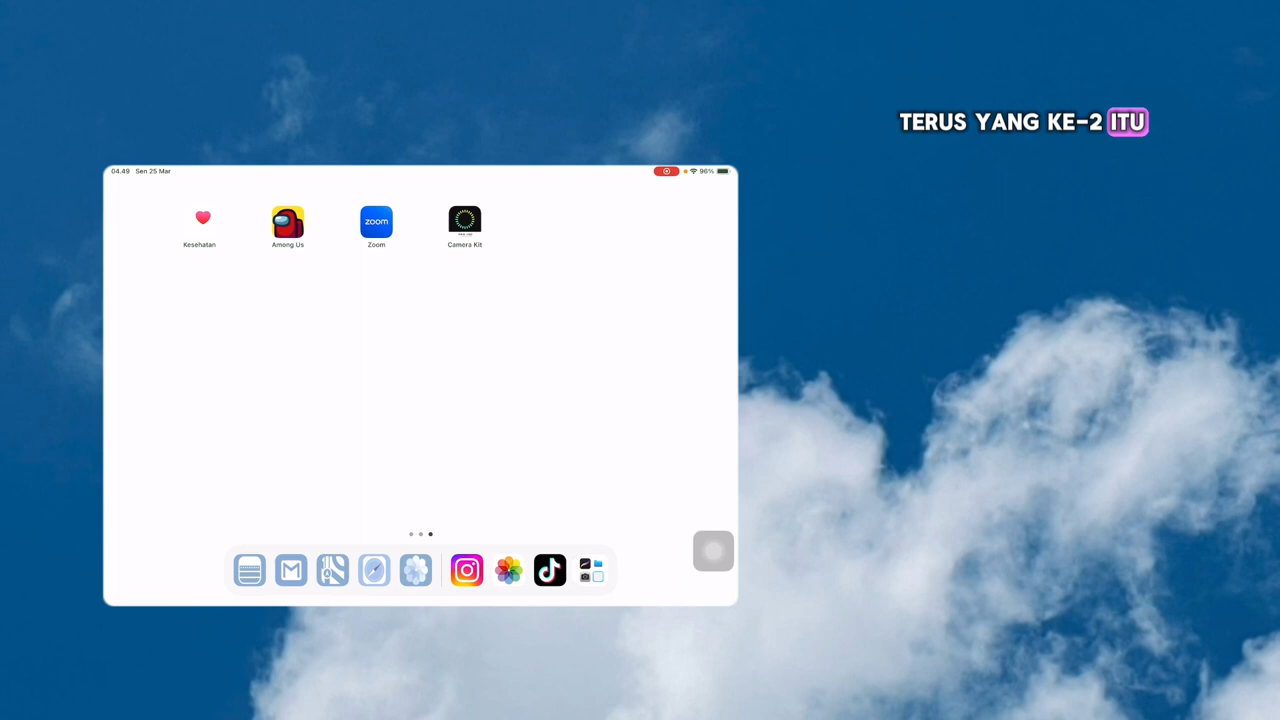 TERUS YANG KE-2 ITU
04.49 Sen 25 Mar
96%
Kesehatan
Among Us
Zoom
Camera Kit
zoom